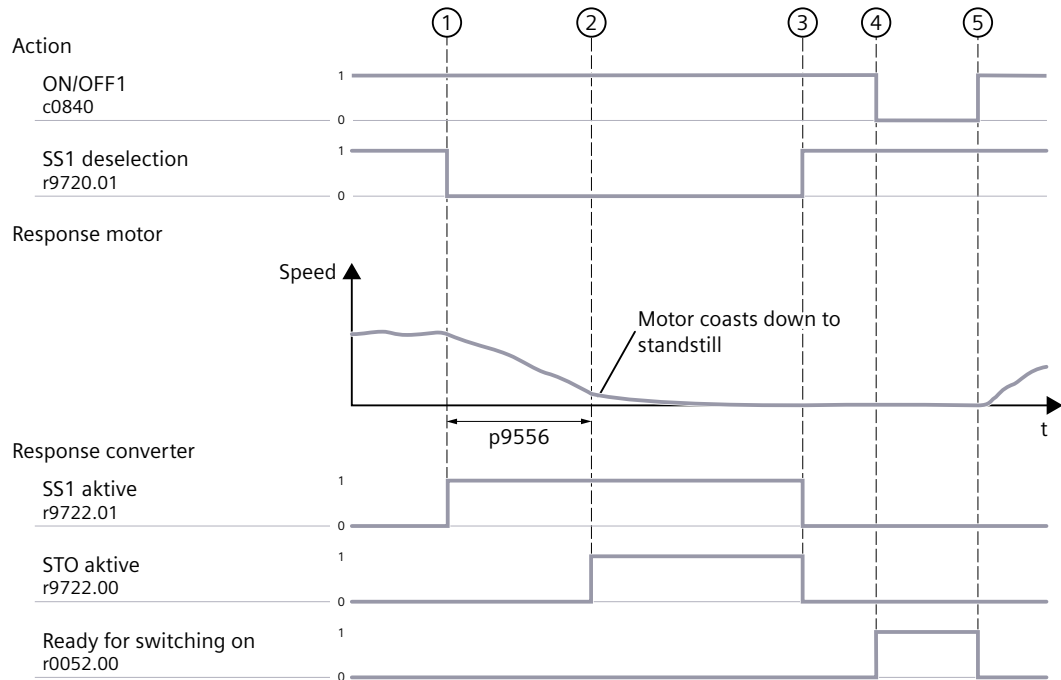 1 2 3 4 5
Action
ON/OFF1
c0840
1
0
SS1 deselection
r9720.01
1
0
Response motor
Speed
Motor coasts down to
standstill
t
p9556
Response converter
SS1 aktive
r9722.01
1
0
STO aktive
r9722.00
1
0
Ready for switching on
r0052.00
1
0